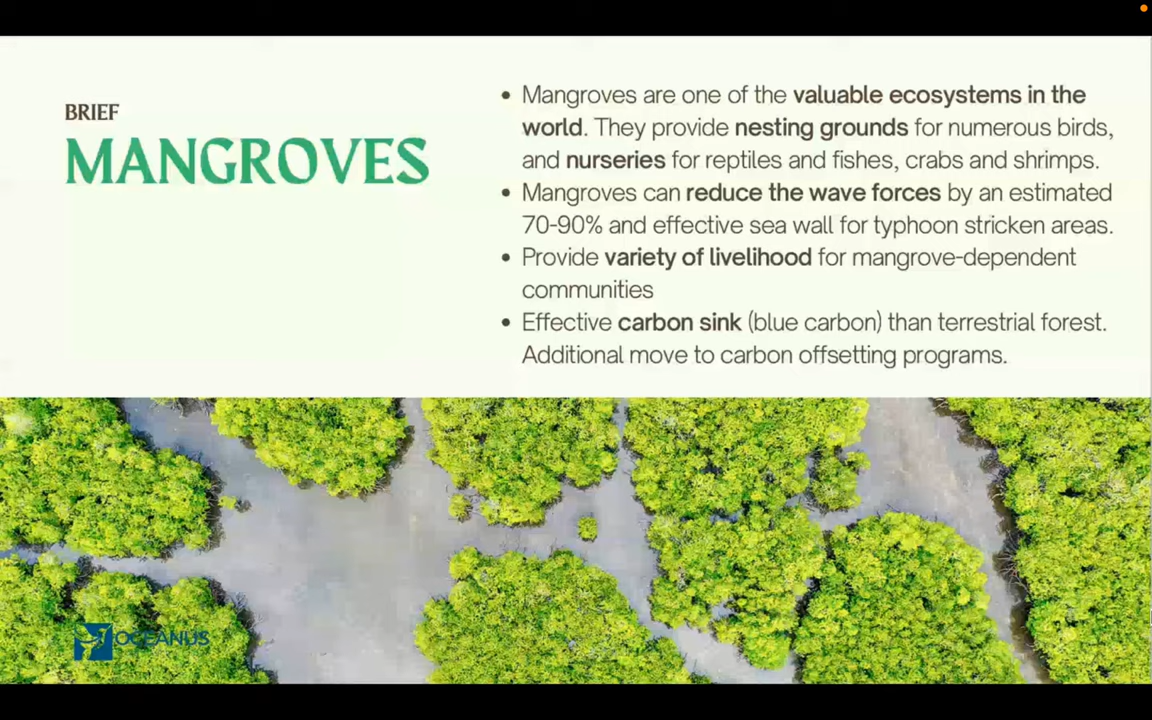 BRIEF
MANGROVES
• Mangroves are one of the valuable ecosystems in the
world. They provide nesting grounds for numerous birds,
and nurseries for reptiles and fishes, crabs and shrimps.
• Mangroves can reduce the wave forces by an estimated
70-90% and effective sea wall for typhoon stricken areas.
• Provide variety of livelihood for mangrove-dependent
communities
• Effective carbon sink (blue carbon) than terrestrial forest.
Additional move to carbon offsetting programs.
OCEANUS